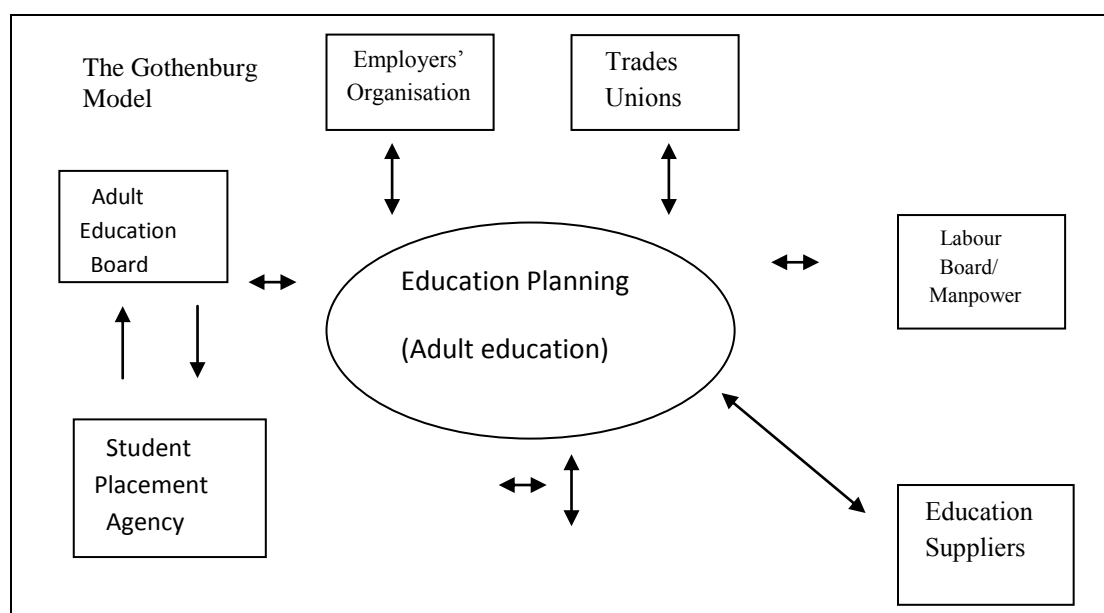 The Gothenburg
Model
Employers’
Organisation
Trades
Unions
Adult
Education
Board
Education Planning
(Adult education)
Labour
Board/
Manpower
Student
Placement
Agency
Education
Suppliers